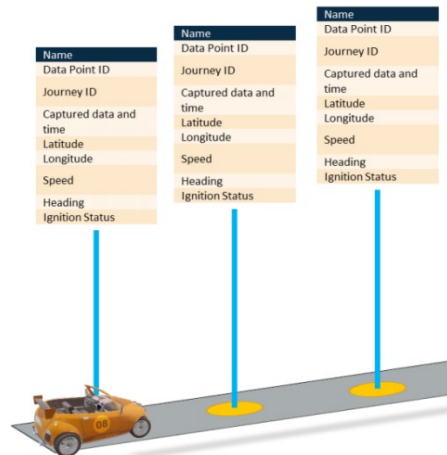 Name
Data Point ID
Journey ID
Captured data and
time
Latitude
Longitude
Speed
Heading
Ignition Status
Name
Data Point ID
Journey ID
Captured data and
time
Latitude
Longitude
Speed
Heading
Ignition Status
Name
Data Point ID
Journey ID
Captured data and
time
Latitude
Longitude
Speed
Heading
Ignition Status
08